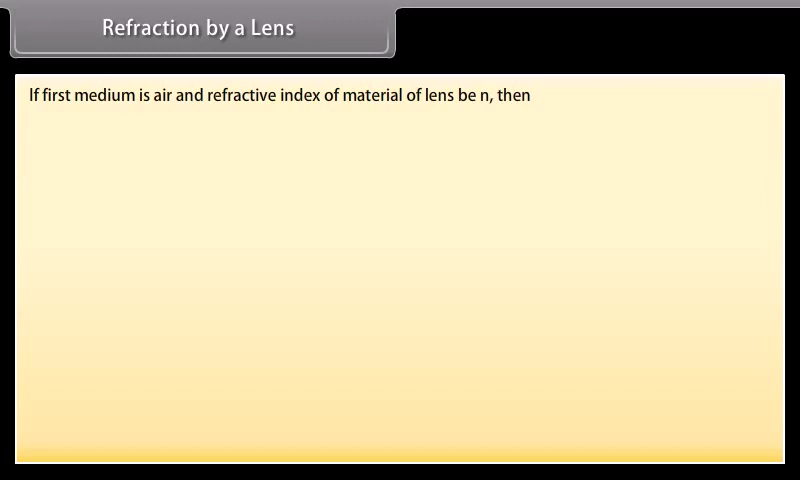 Refraction by a Lens
If first medium is air and refractive index of material of lens be n, then